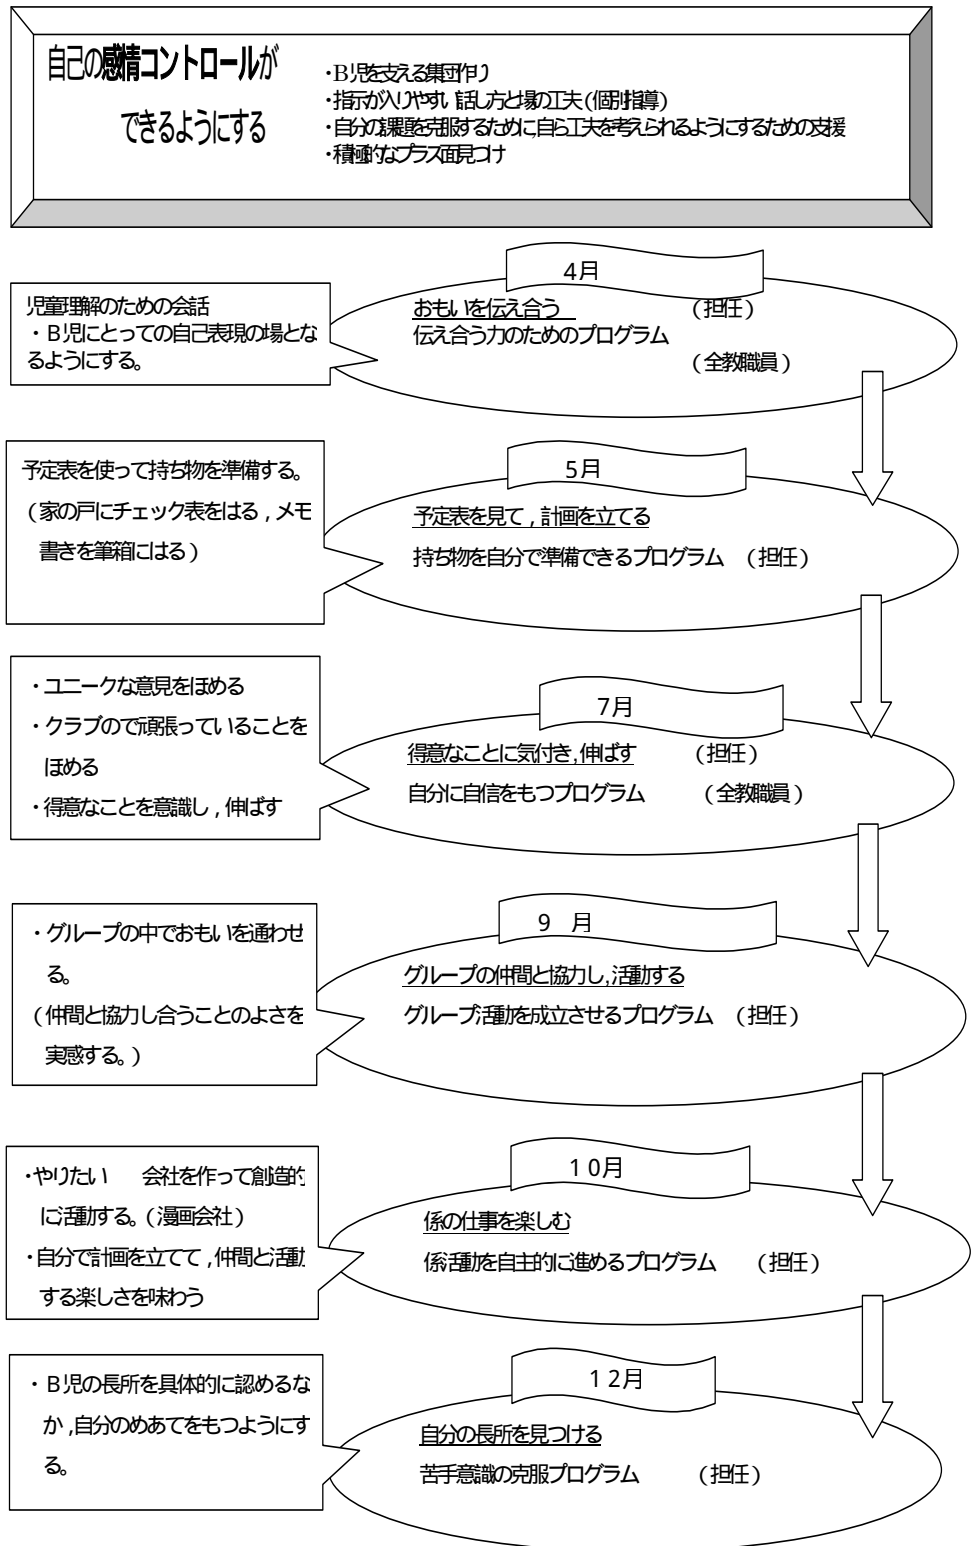 自己の感情コントロールが
できるようにする
・B児を支える集団作り
・指示が入りやすい話し方と場の工夫(個別指導)
・自分の課題を克服するために,自ら工夫を考えられるようにするための支援
・積極的なプラス面見つけ
4月
児童理解のための会話
・B児にとっての自己表現の場とな
るようにする。
おもいを伝え合う (担任)
伝え合う力のためのプログラム
(全教職員)
5月
予定表を使って持ち物を準備する。
(家の戸にチェック表をはる,メモ
書きを筆箱にはる)
予定表を見て,計画を立てる
持ち物を自分で準備できるプログラム (担任)
7月
・ユニークな意見をほめる
・クラブのので頑張っていることを
ほめる
・得意なことを意識し,伸ばす
得意なことに気付き,伸ばす (担任)
自分に自信をもつプログラム (全教職員)
9 月
・グループの中でおもいを通わせ
る。
(仲間と協力し合うことのよさを
実感する。)
グループの仲間と協力し,活動する
グループ活動を成立させるプログラム (担任)
10月
・やりたい 会社を作って創造的
に活動する。(漫画会社)
・自分で計画を立てて,仲間と活動
する楽しさを味わう
係の仕事を楽しむ
係活動を自主的に進めるプログラム (担任)
12月
・B児の長所を具体的に認めるな
か,自分のめあてをもつようにす
る。
自分の長所を見つける
苦手意識の克服プログラム (担任)